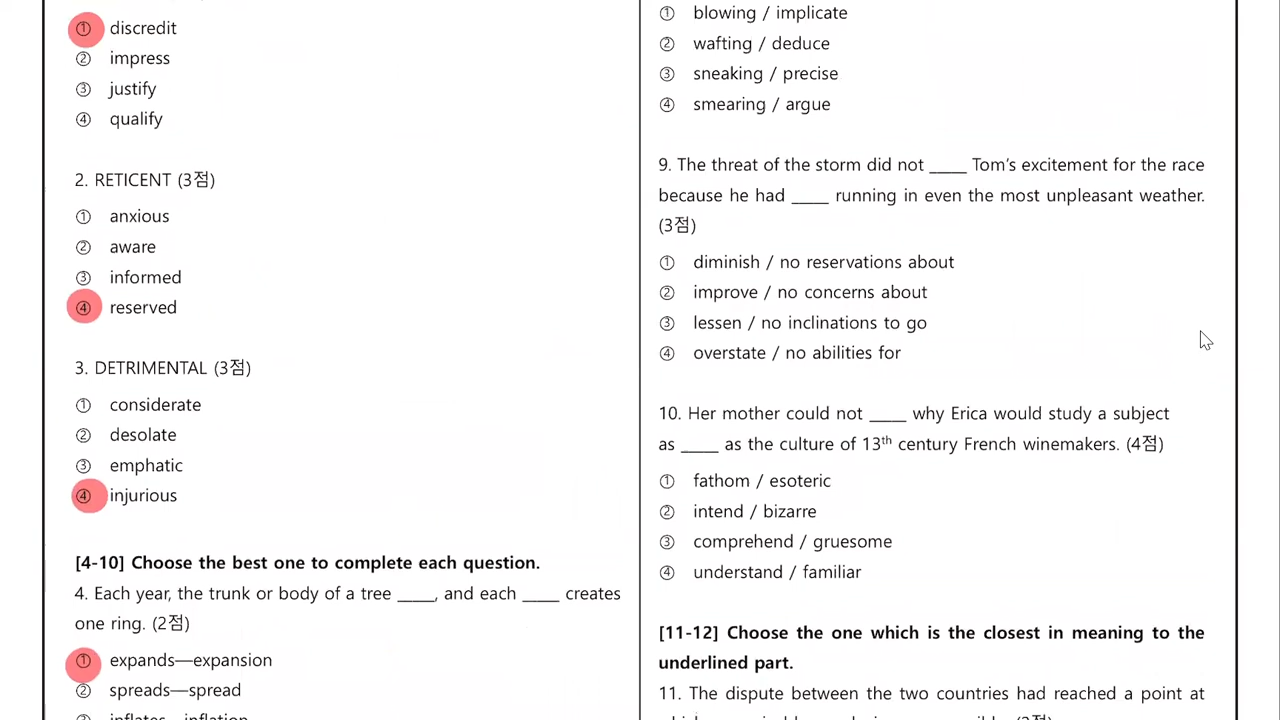 ① discredit
② impress
③ justify
④ qualify
2. RETICENT (3점)
① anxious
② aware
③ informed
④ reserved
3. DETRIMENTAL (3점)
① considerate
② desolate
③ emphatic
④ injurious
[4-10] Choose the best one to complete each question.
4. Each year, the trunk or body of a tree ____, and each ____ creates
one ring. (2점)
① expands—expansion
② spreads—spread
③ inflates—inflation
① blowing / implicate
② wafting / deduce
③ sneaking / precise
④ smearing / argue
9. The threat of the storm did not ____ Tom's excitement for the race
because he had ____ running in even the most unpleasant weather.
(3점)
① diminish / no reservations about
② improve / no concerns about
③ lessen / no inclinations to go
④ overstate / no abilities for
10. Her mother could not ____ why Erica would study a subject
as ____ as the culture of 13th century French winemakers. (4점)
① fathom / esoteric
② intend / bizarre
③ comprehend / gruesome
④ understand / familiar
[11-12] Choose the one which is the closest in meaning to the
underlined part.
11. The dispute between the two countries had reached a point at